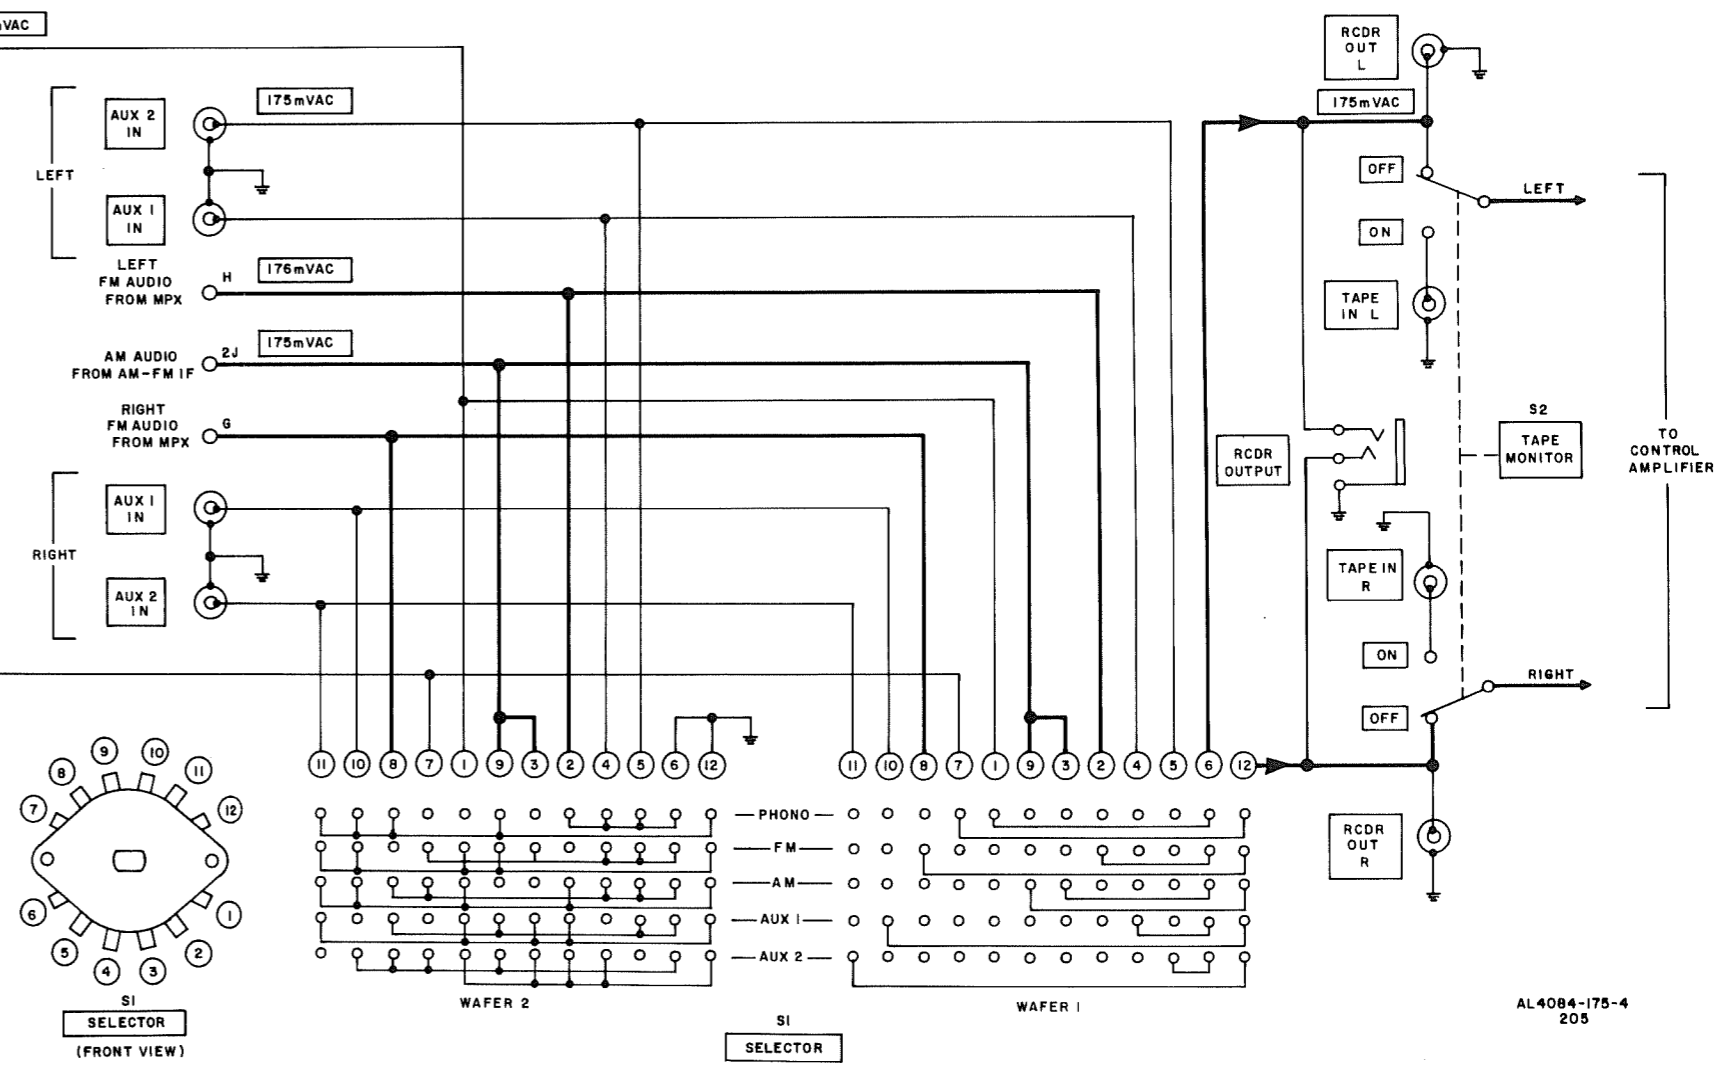 mVAC
RCDR
OUT
L
175mVAC
AUX 2
IN
175mVAC
LEFT
AUX 1
IN
OFF
LEFT
ON
LEFT
FM AUDIO
FROM MPX
H
176mVAC
TAPE
IN L
AM AUDIO
FROM AM-FM IF
2J
175mVAC
RIGHT
FM AUDIO
FROM MPX
G
S2
TAPE
MONITOR
TO
CONTROL
AMPLIFIER
RCDR
OUTPUT
AUX 1
IN
RIGHT
TAPE IN
R
AUX 2
IN
ON
RIGHT
OFF
11 10 8 7 1 9 3 2 4 5 6 12
11 10 8 7 1 9 3 2 4 5 6 12
9 10
8 11
7 12
6 1
5 2
4 3
PHONO
FM
AM
AUX 1
AUX 2
RCDR
OUT
R
S1
SELECTOR
(FRONT VIEW)
WAFER 2
WAFER 1
S1
SELECTOR
AL4084-175-4
205